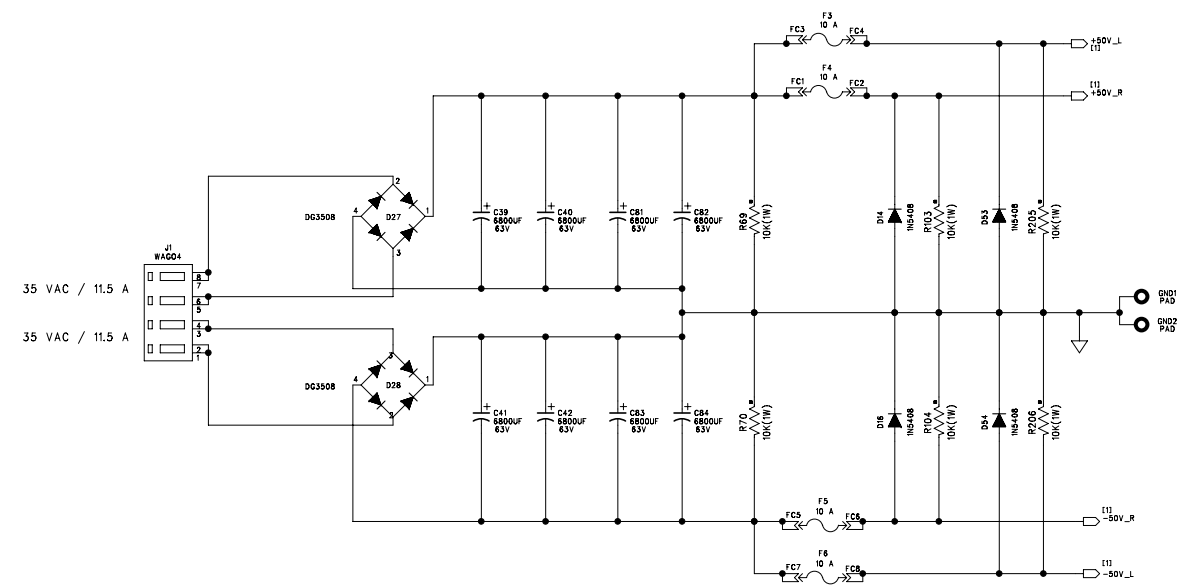 F3
10 A
FC3
FC4
+50V_L
[1]
F4
10 A
FC1
FC2
[1]
+50V_R
2
4
DG3508
D27
1
3
C39
6800UF
63V
C40
6800UF
63V
C81
6800UF
63V
C82
6800UF
63V
R69
10K(1W)
D14
1N5408
R103
10K(1W)
D53
1N5408
R205
10K(1W)
J1
WAGO4
35 VAC / 11.5 A
8
7
6
5
35 VAC / 11.5 A
4
3
2
1
GND1
PAD
GND2
PAD
3
4
DG3508
D28
1
2
C41
6800UF
63V
C42
6800UF
63V
C83
6800UF
63V
C84
6800UF
63V
R70
10K(1W)
D16
1N5408
R104
10K(1W)
D54
1N5408
R206
10K(1W)
F5
10 A
FC5
FC6
[1]
-50V_R
F6
10 A
FC7
FC8
[1]
-50V_L